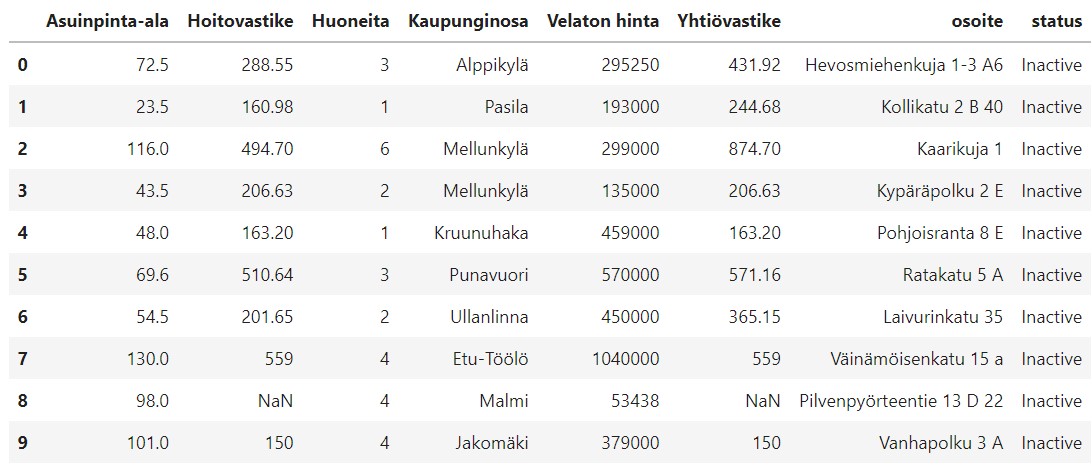 Asuinpinta-ala Hoitovastike Huoneita Kaupunginosa Velaton hinta Yhtiövastike osoite status
0 72.5 288.55 3 Alppikylä 295250 431.92 Hevosmiehenkuja 1-3 A6 Inactive
1 23.5 160.98 1 Pasila 193000 244.68 Kollikatu 2 B 40 Inactive
2 116.0 494.70 6 Mellunkylä 299000 874.70 Kaarikuja 1 Inactive
3 43.5 206.63 2 Mellunkylä 135000 206.63 Kypäräpolku 2 E Inactive
4 48.0 163.20 1 Kruunuhaka 459000 163.20 Pohjoisranta 8 E Inactive
5 69.6 510.64 3 Punavuori 570000 571.16 Ratakatu 5 A Inactive
6 54.5 201.65 2 Ullanlinna 450000 365.15 Laivurinkatu 35 Inactive
7 130.0 559 4 Etu-Töölö 1040000 559 Väinämöisenkatu 15 a Inactive
8 98.0 NaN 4 Malmi 53438 NaN Pilvenpyörteentie 13 D 22 Inactive
9 101.0 150 4 Jakomäki 379000 150 Vanhapolku 3 A Inactive